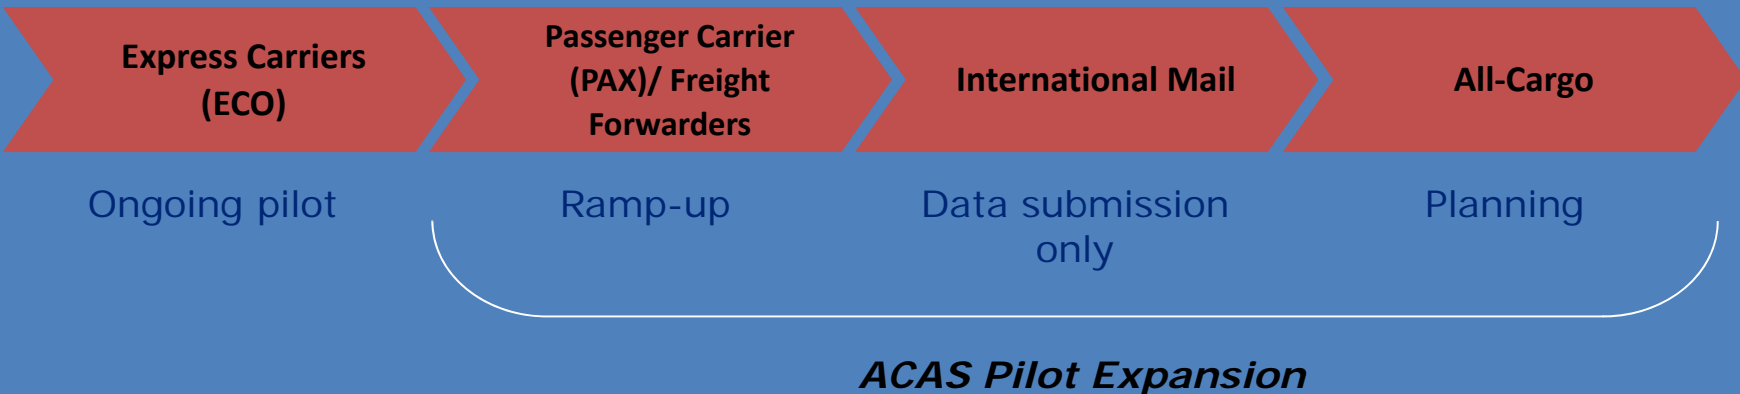 Express Carriers
(ECO)
Passenger Carrier
(PAX)/ Freight
Forwarders
International Mail
All-Cargo
Ongoing pilot
Ramp-up
Data submission
only
Planning
ACAS Pilot Expansion